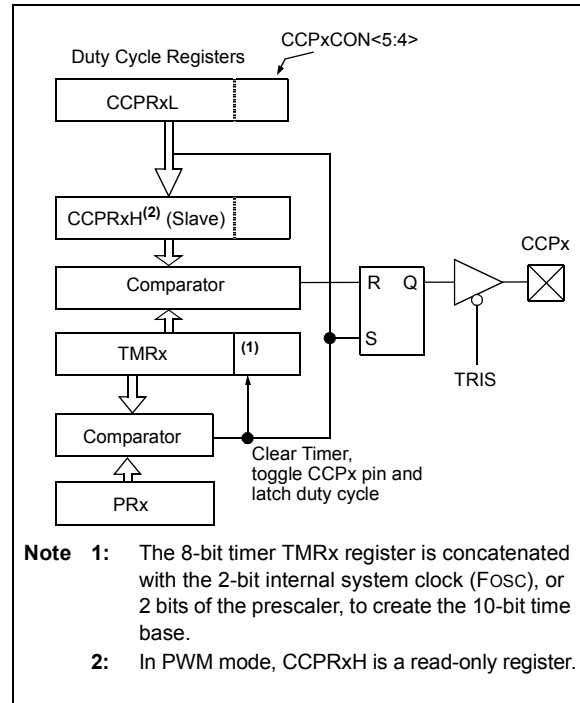 CCPxCON<5:4>
Duty Cycle Registers
CCPRxL
CCPRxH(2) (Slave)
CCPx
Comparator
R Q
TMRx (1)
S
TRIS
Comparator
Clear Timer,
toggle CCPx pin and
latch duty cycle
PRx
Note 1: The 8-bit timer TMRx register is concatenated
with the 2-bit internal system clock (FOSC), or
2 bits of the prescaler, to create the 10-bit time
base.
2: In PWM mode, CCPRxH is a read-only register.